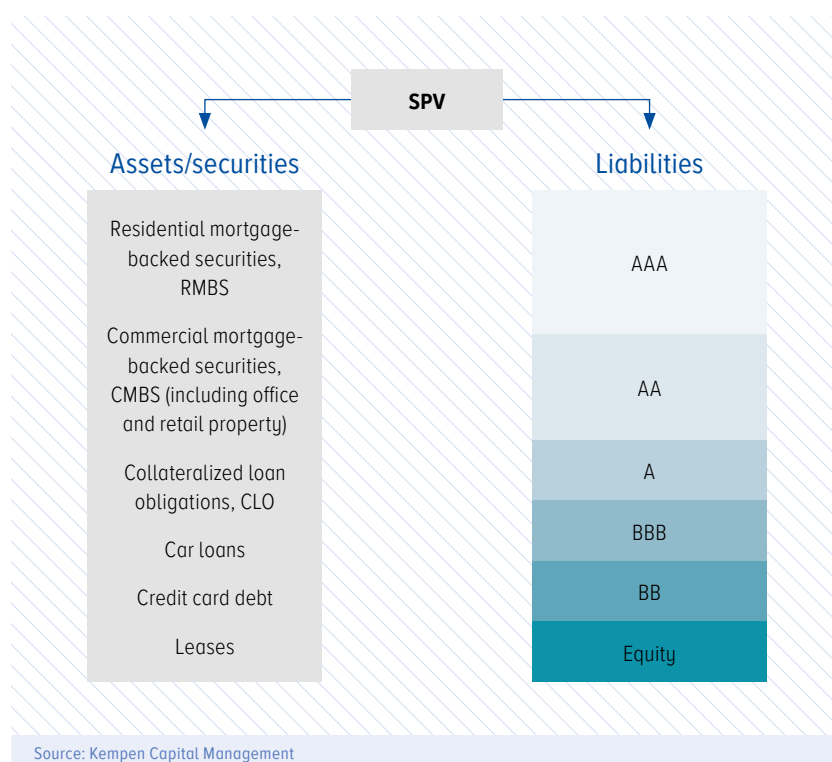 SPV
Assets/securities
Residential mortgage-
backed securities,
RMBS
Commercial mortgage-
backed securities,
CMBS (including office
and retail property)
Collateralized loan
obligations, CLO
Car loans
Credit card debt
Leases
Liabilities
AAA
AA
A
BBB
BB
Equity
Source: Kempen Capital Management